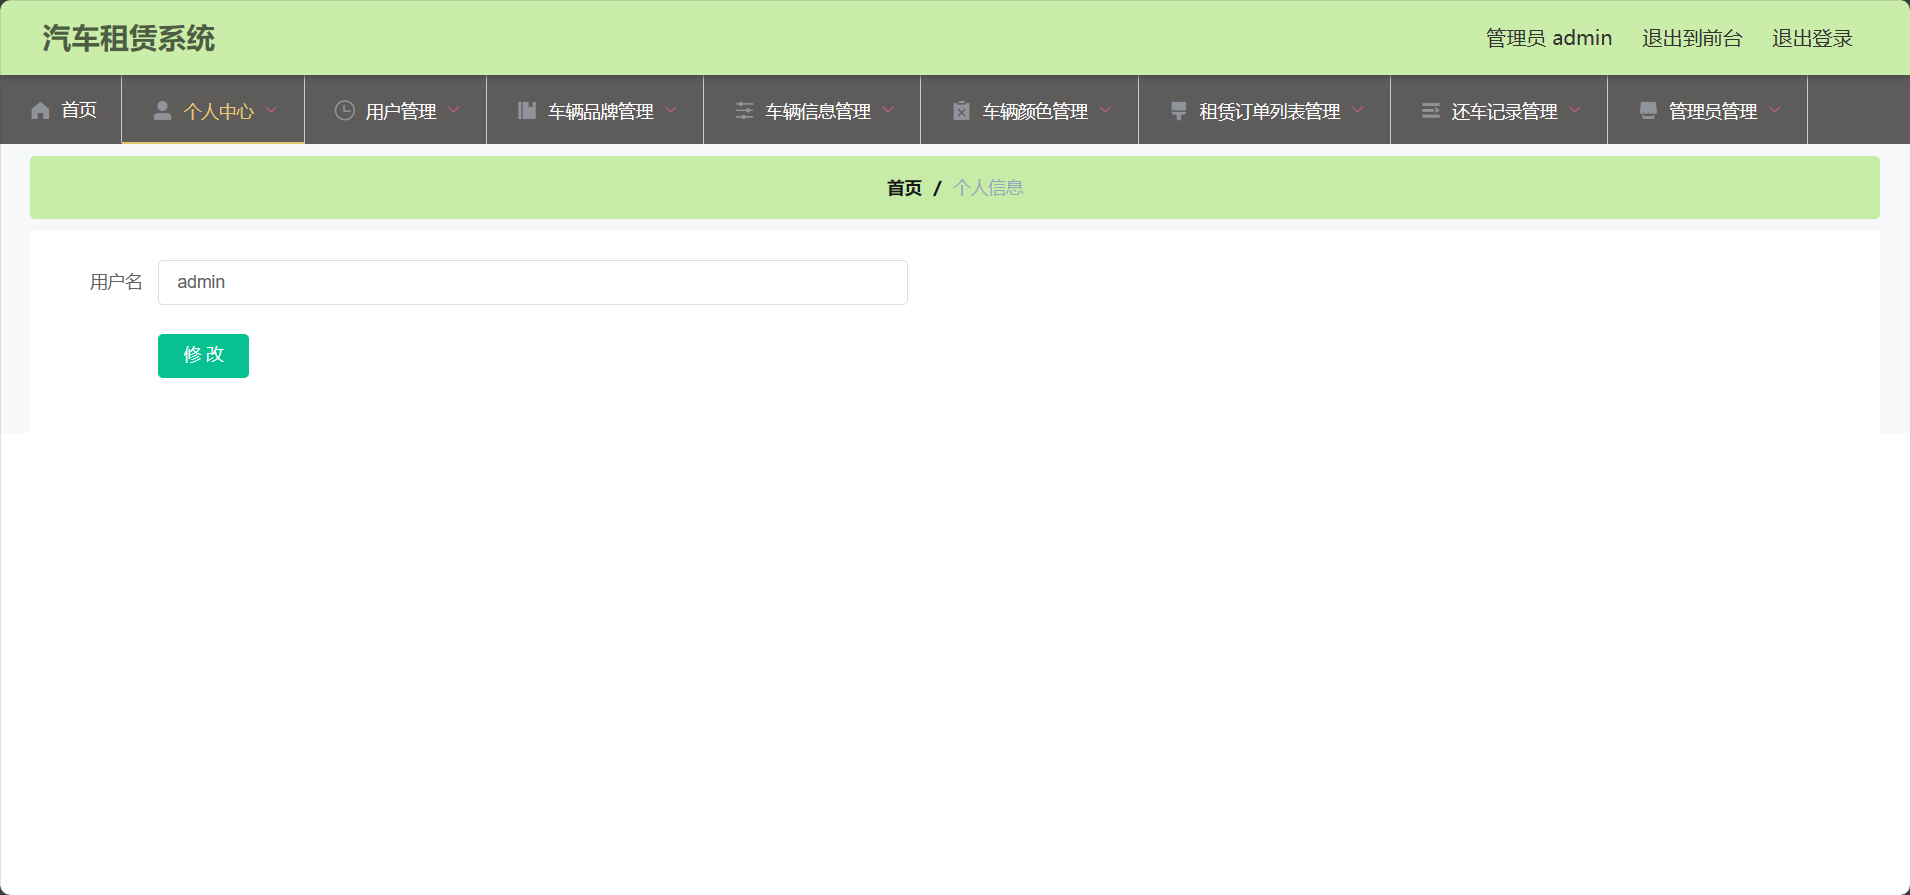 汽车租赁系统
管理员 admin 退出到前台 退出登录
首页 个人中心 用户管理 车辆品牌管理 车辆信息管理 车辆颜色管理 租赁订单列表管理 还车记录管理 管理员管理
首页 / 个人信息
用户名 admin
修 改